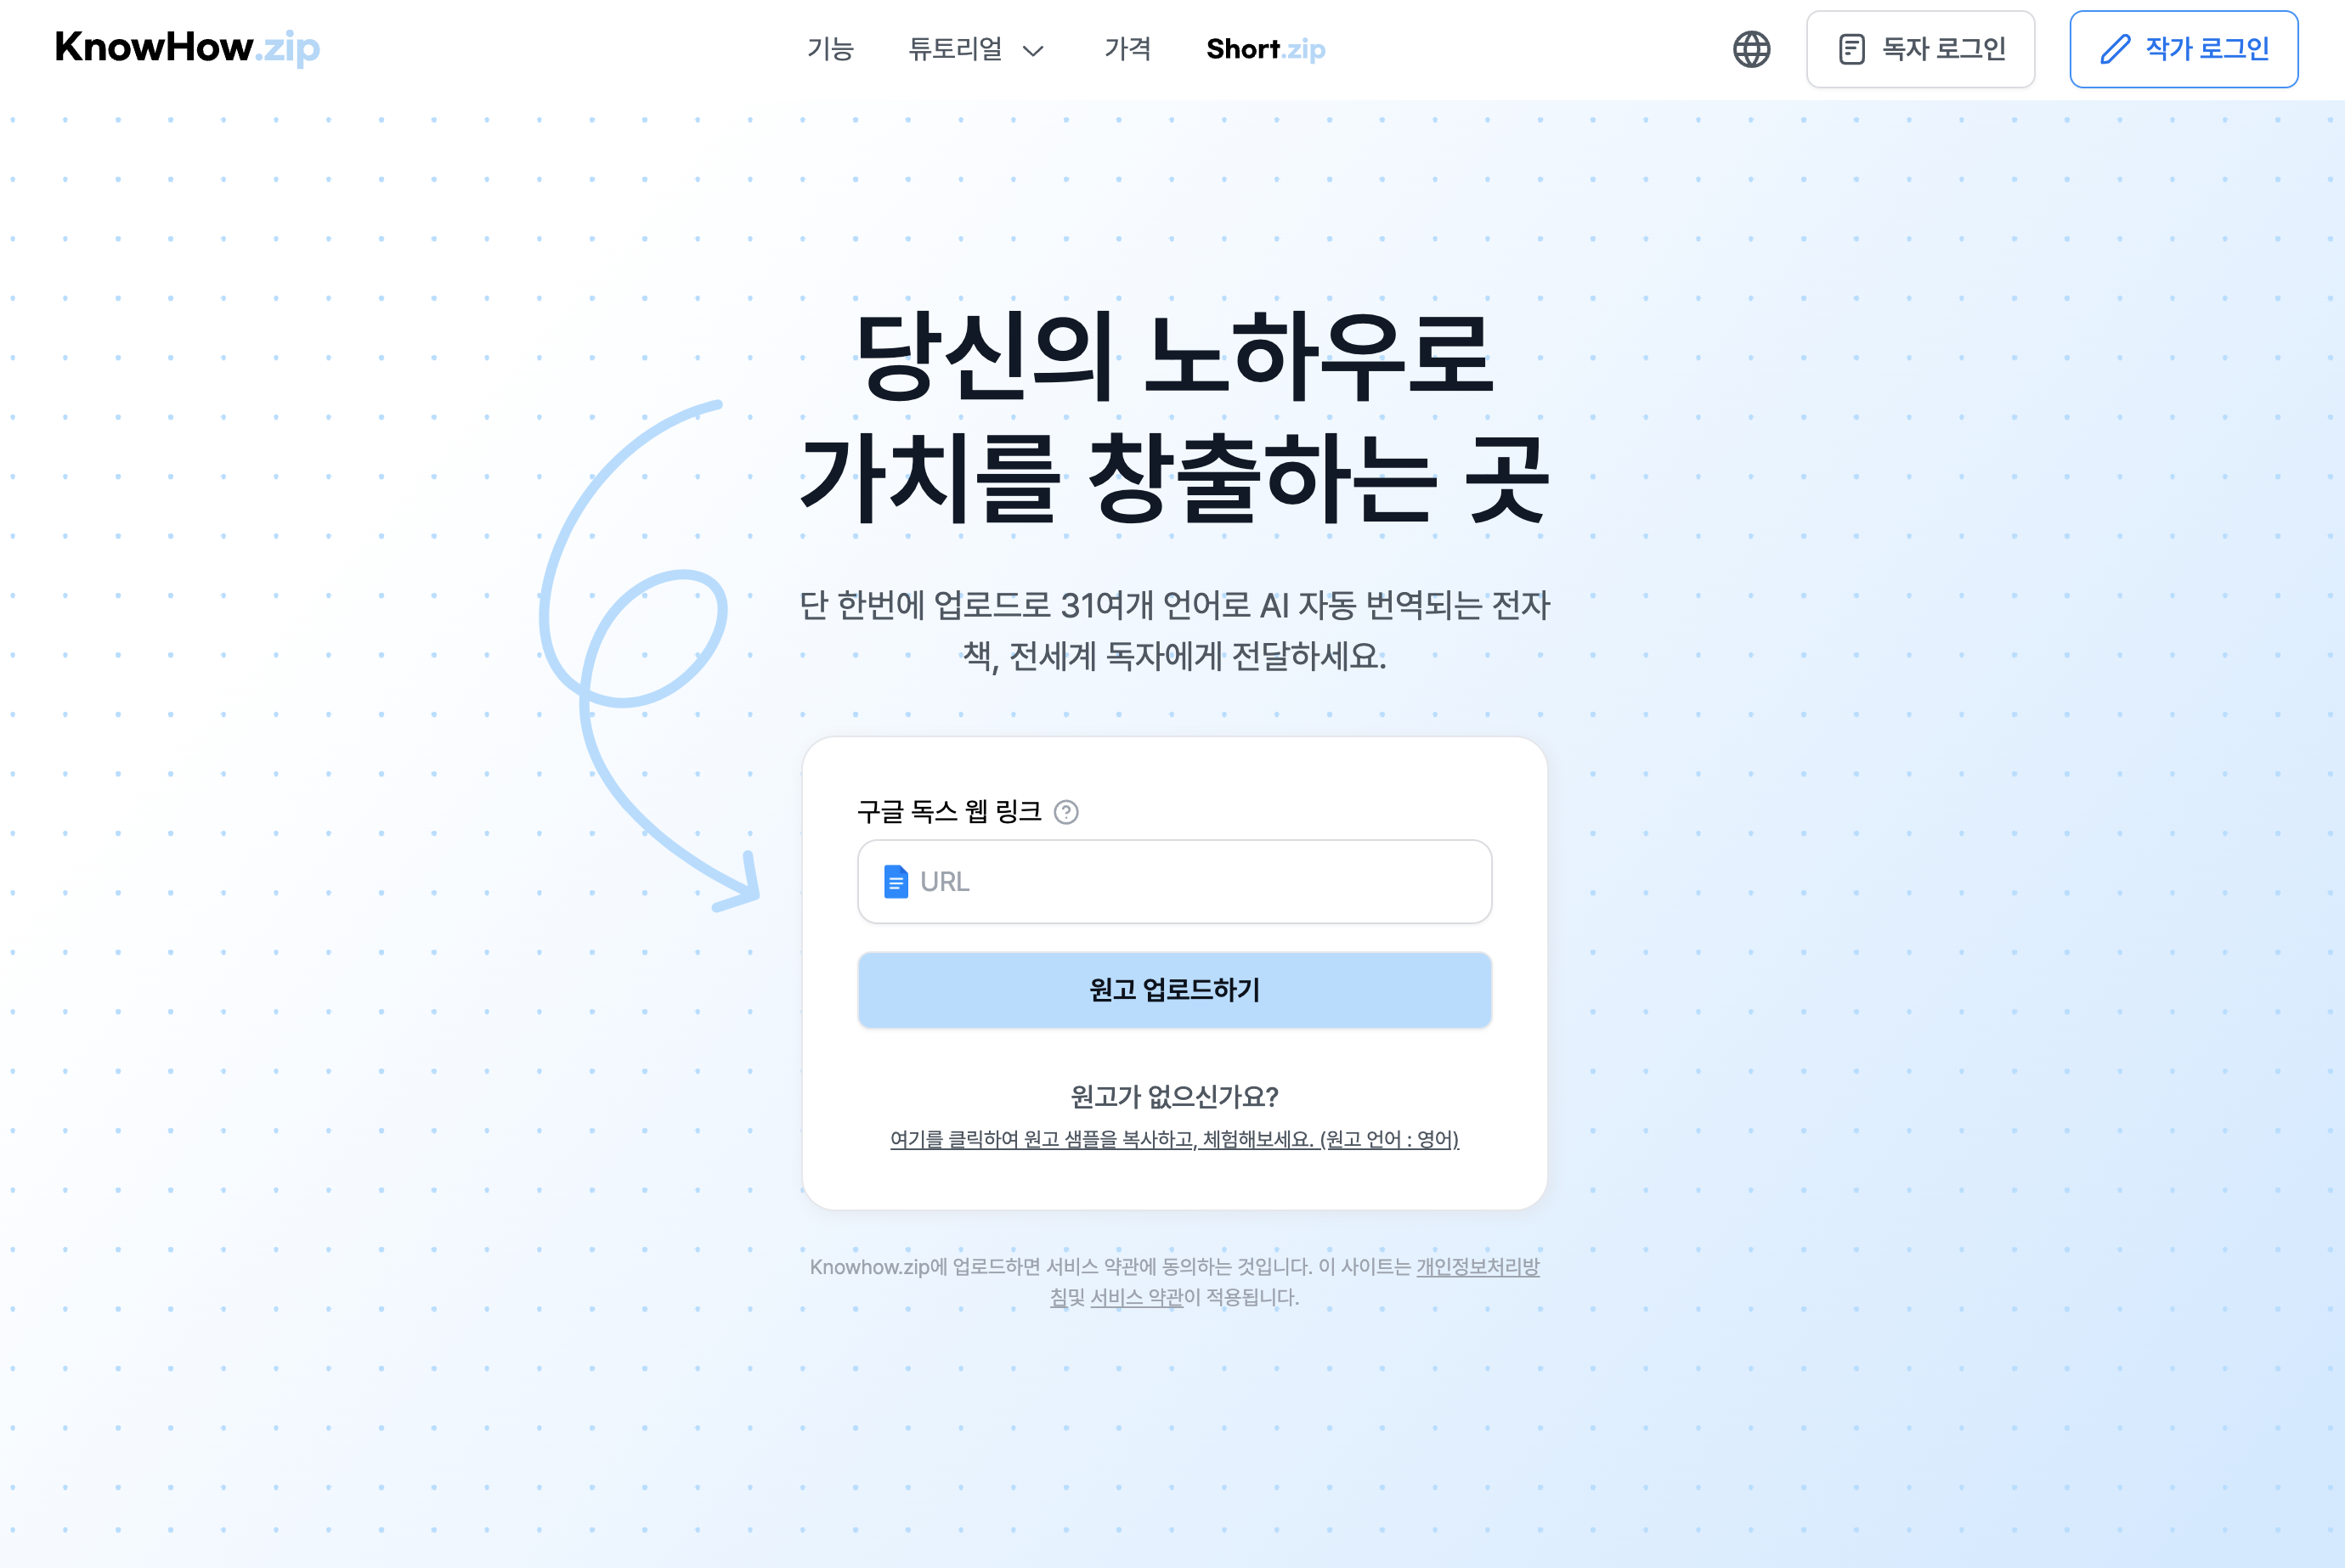 KnowHow.zip
기능
튜토리얼
가격
Short.zip
독자 로그인
작가 로그인
당신의 노하우로
가치를 창출하는 곳
단 한번에 업로드로 31여개 언어로 AI 자동 번역되는 전자
책, 전세계 독자에게 전달하세요.
구글 독스 웹 링크
URL
원고 업로드하기
원고가 없으신가요?
여기를 클릭하여 원고 샘플을 복사하고, 체험해보세요. (원고 언어 : 영어)
Knowhow.zip에 업로드하면 서비스 약관에 동의하는 것입니다. 이 사이트는 개인정보처리방
침및 서비스 약관이 적용됩니다.